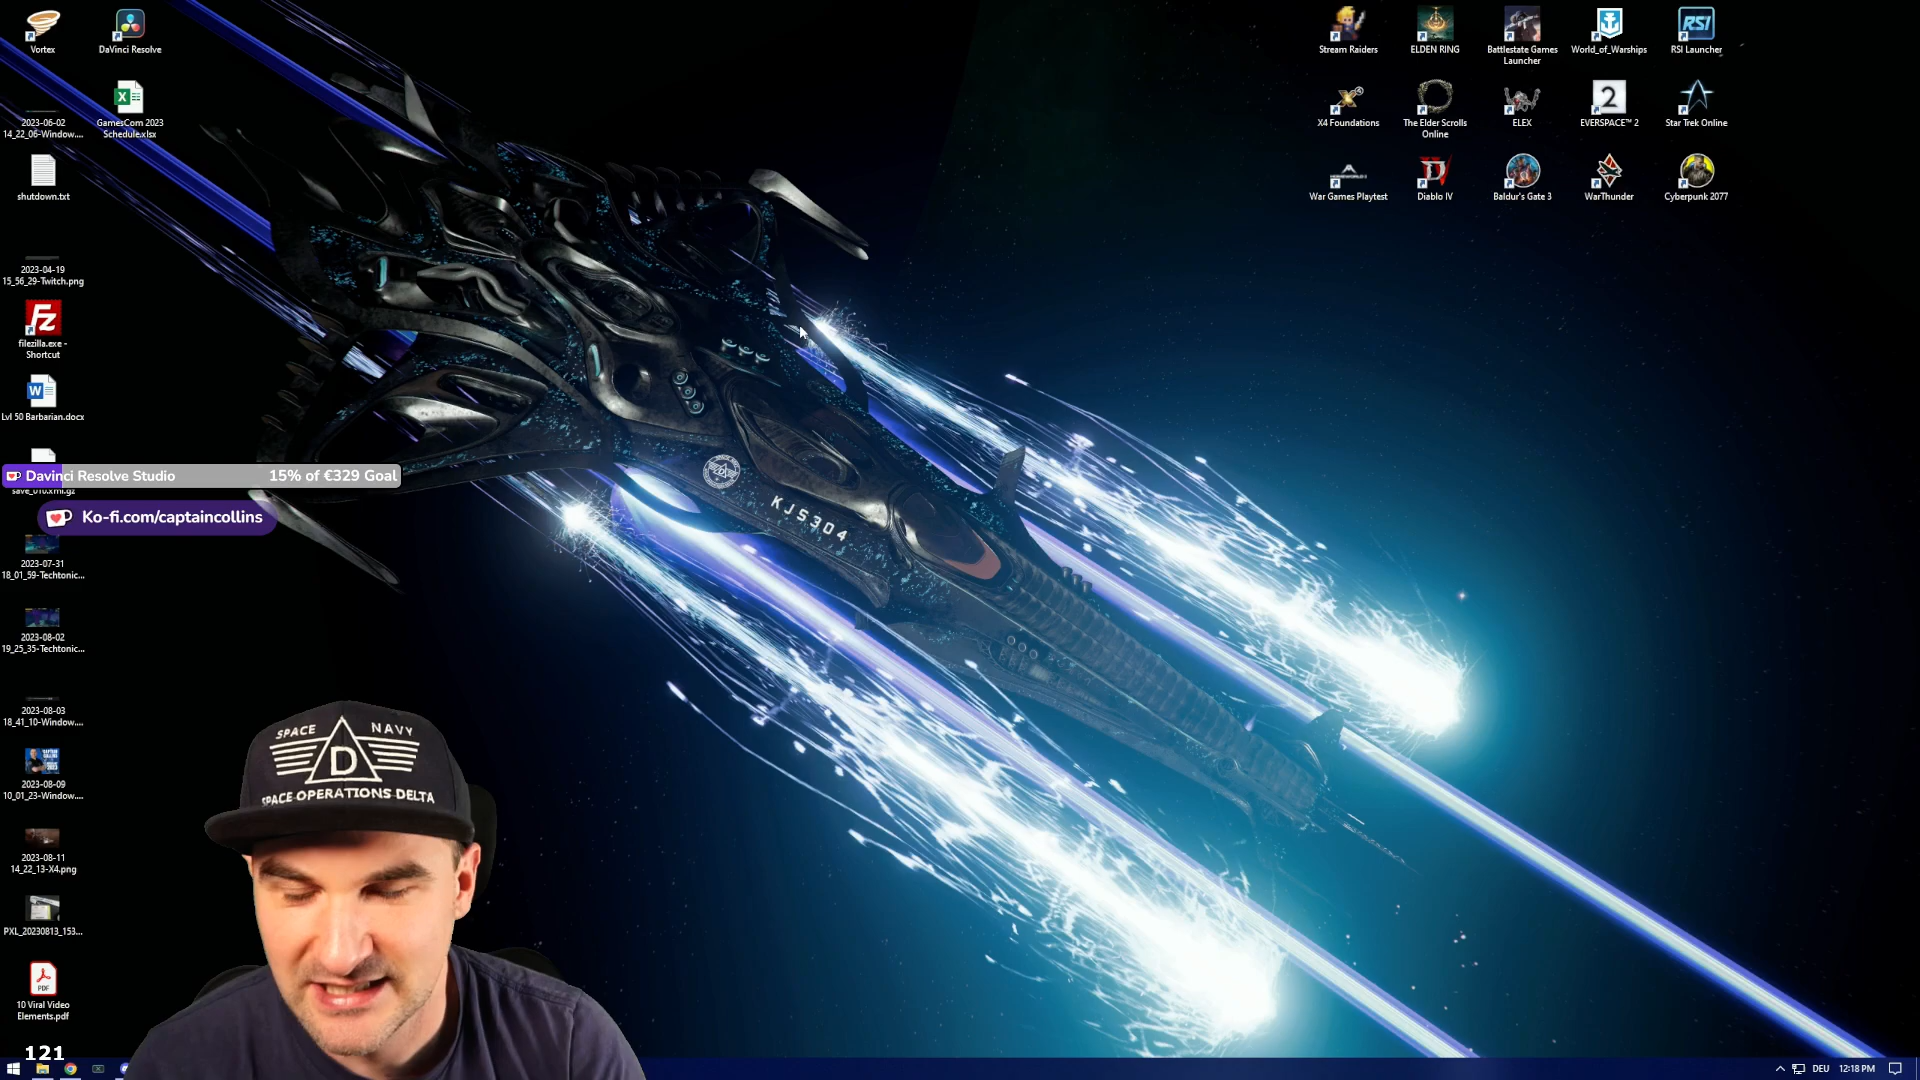 Vortex
DaVinci Resolve
2023-06-02
14_22_06-Window....
GamesCom 2023
Schedule.xlsx
shutdown.txt
2023-04-19
15_56_29-Twitch.png
filezilla.exe -
Shortcut
Lvl 50 Barbarian.docx
Davinci Resolve Studio
15% of €329 Goal
save_010.xml.gz
Ko-fi.com/captaincollins
2023-07-31
18_01_59-Techtonic...
2023-08-02
19_25_35-Techtonic...
2023-08-03
18_41_10-Window....
2023-08-09
10_01_23-Window....
2023-08-11
14_22_13-X4.png
PXL_20230813_153...
PDF
10 Viral Video
Elements.pdf
121
Stream Raiders
ELDEN RING
Battlestate Games
Launcher
World_of_Warships
RSI
RSI Launcher
X4 Foundations
The Elder Scrolls
Online
ELEX
2
EVERSPACE™ 2
Star Trek Online
War Games Playtest
Diablo IV
Baldur's Gate 3
WarThunder
Cyberpunk 2077
KJS304
SPACE NAVY
D
SPACE OPERATIONS DELTA
DEU
12:18 PM